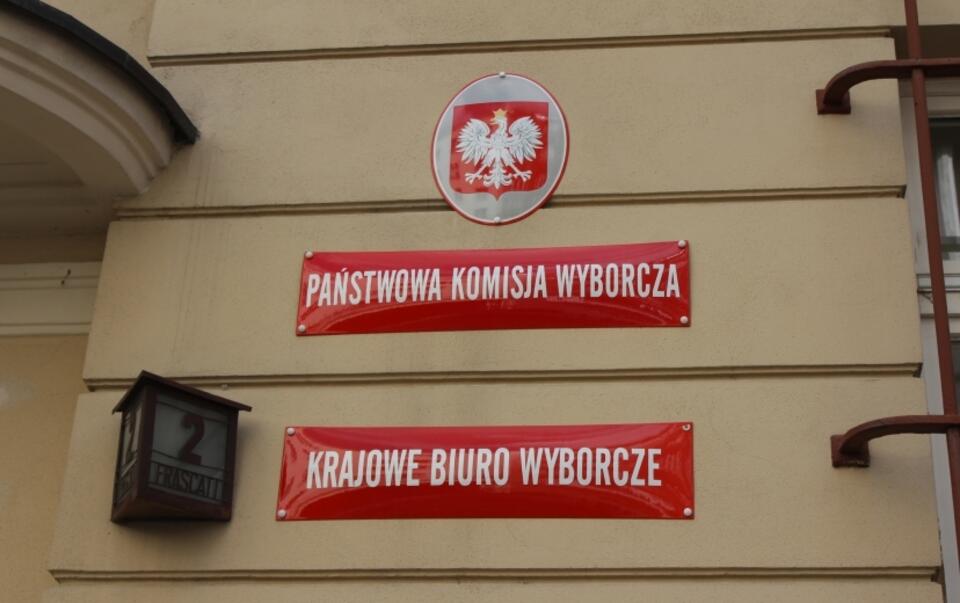 PAŃSTWOWA KOMISJA WYBORCZA
KRAJOWE BIURO WYBORCZE
2
FRASCATI